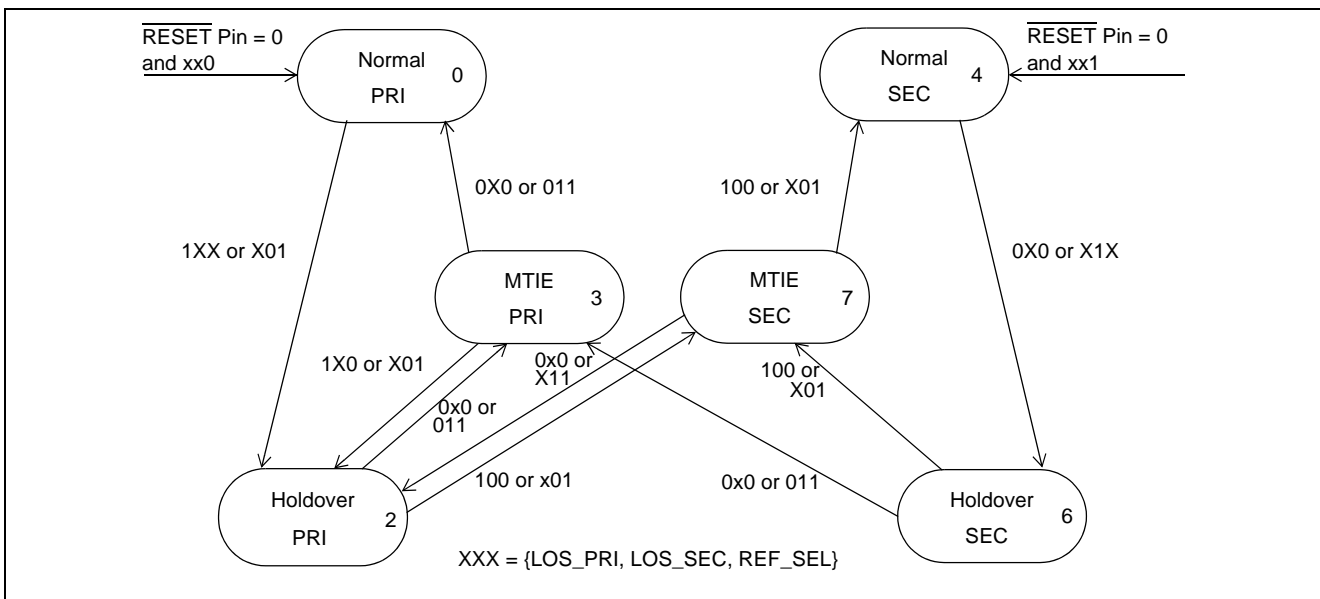 RESET Pin = 0
and xx0
Normal
PRI
0
Normal
SEC
4
RESET Pin = 0
and xx1
0X0 or 011
100 or X01
1XX or X01
0X0 or X1X
MTIE
PRI
3
MTIE
SEC
7
1X0 or X01
0x0 or
X11
100 or
X01
0x0 or
011
100 or x01
0x0 or 011
Holdover
PRI
2
Holdover
SEC
6
XXX = {LOS_PRI, LOS_SEC, REF_SEL}